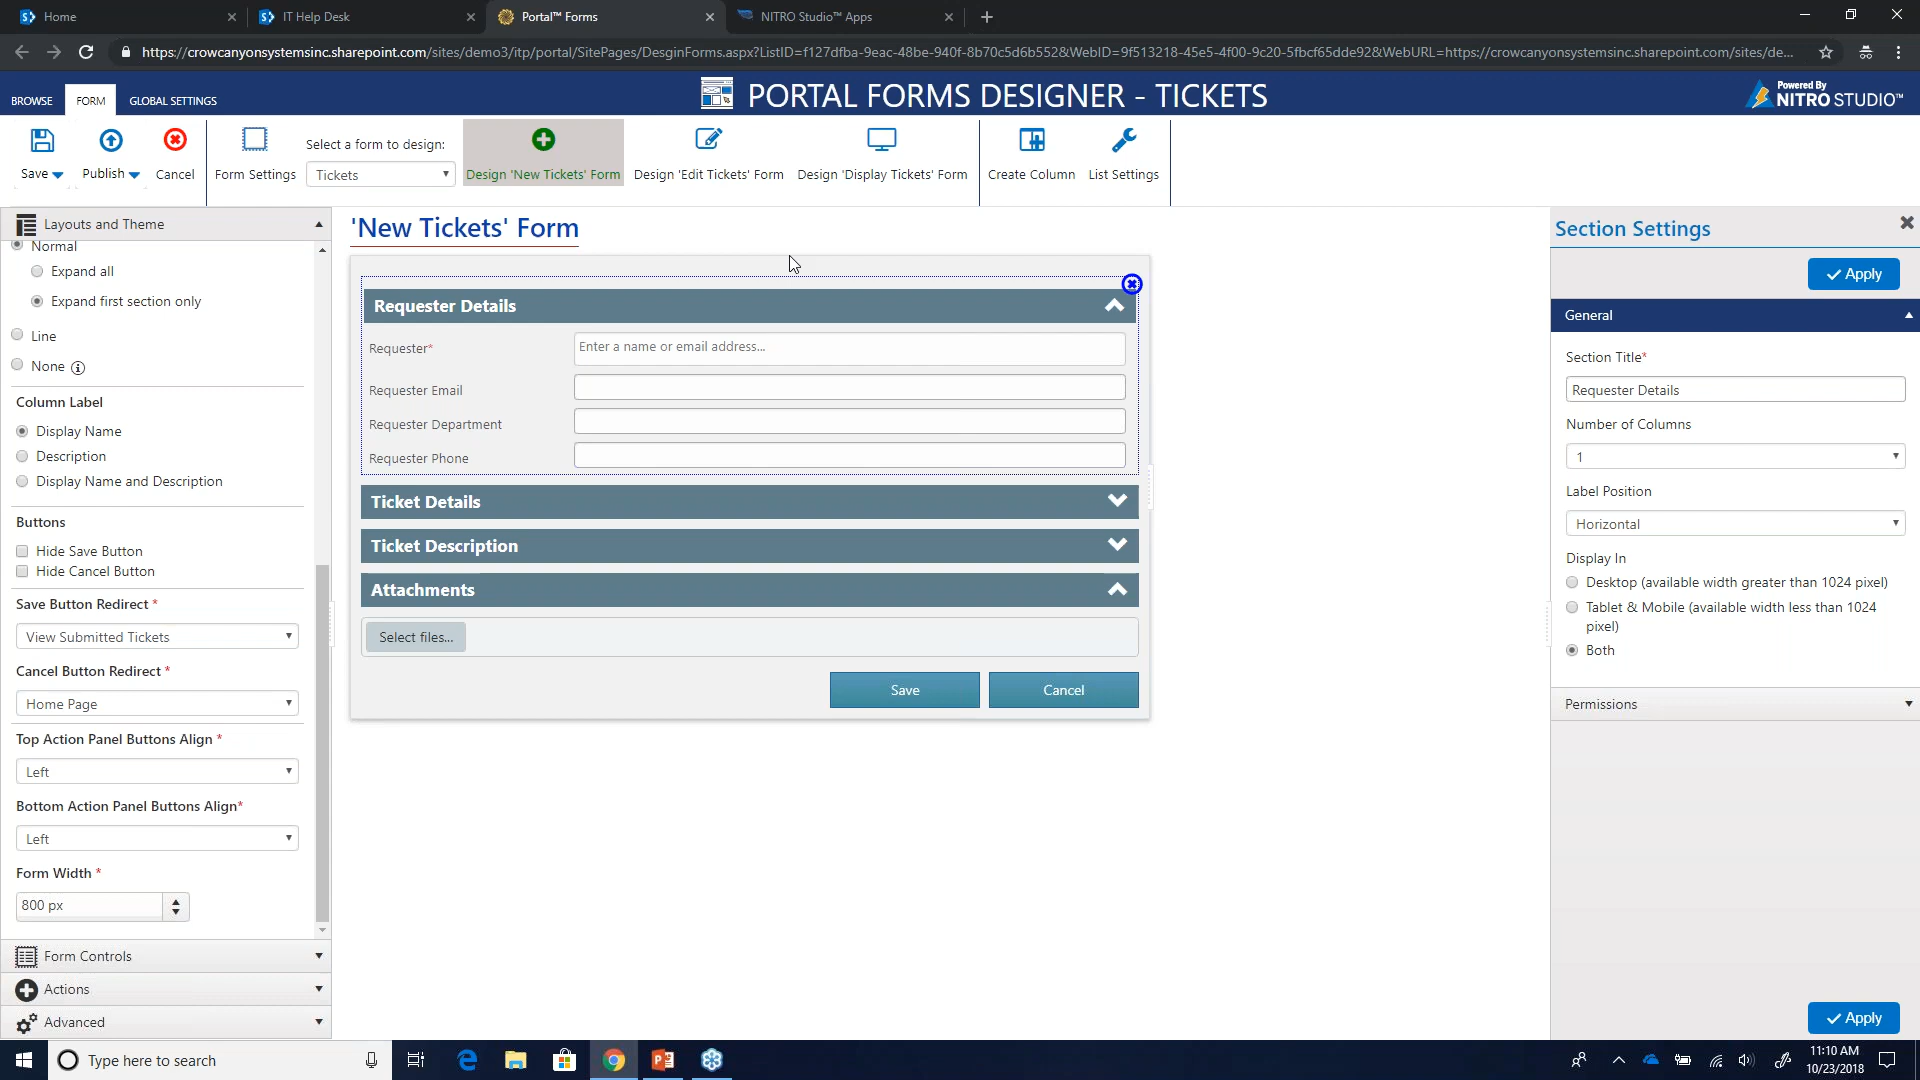 Home
IT Help Desk
Portal™ Forms
NITRO Studio™ Apps
https://crowcanyonsystemsinc.sharepoint.com/sites/demo3/itp/portal/SitePages/DesginForms.aspx?ListID=f127dfba-9eac-48be-940f-8b70c5d6b552&WebID=9f513218-45e5-4f00-9c20-5fbcf65dde92&WebURL=https://crowcanyonsystemsinc.sharepoint.com/sites/de...
BROWSE
FORM
GLOBAL SETTINGS
PORTAL FORMS DESIGNER - TICKETS
Powered By
NITRO STUDIO™
Save
Publish
Cancel
Form Settings
Select a form to design:
Tickets
Design 'New Tickets' Form
Design 'Edit Tickets' Form
Design 'Display Tickets' Form
Create Column
List Settings
Layouts and Theme
Normal
Expand all
Expand first section only
Line
None
Column Label
Display Name
Description
Display Name and Description
Buttons
Hide Save Button
Hide Cancel Button
Save Button Redirect *
View Submitted Tickets
Cancel Button Redirect *
Home Page
Top Action Panel Buttons Align *
Left
Bottom Action Panel Buttons Align*
Left
Form Width *
800 px
Form Controls
Actions
Advanced
'New Tickets' Form
Requester Details
Requester*
Enter a name or email address...
Requester Email
Requester Department
Requester Phone
Ticket Details
Ticket Description
Attachments
Select files...
Save
Cancel
Section Settings
Apply
General
Section Title*
Requester Details
Number of Columns
1
Label Position
Horizontal
Display In
Desktop (available width greater than 1024 pixel)
Tablet & Mobile (available width less than 1024
pixel)
Both
Permissions
Apply
Type here to search
11:10 AM
10/23/2018